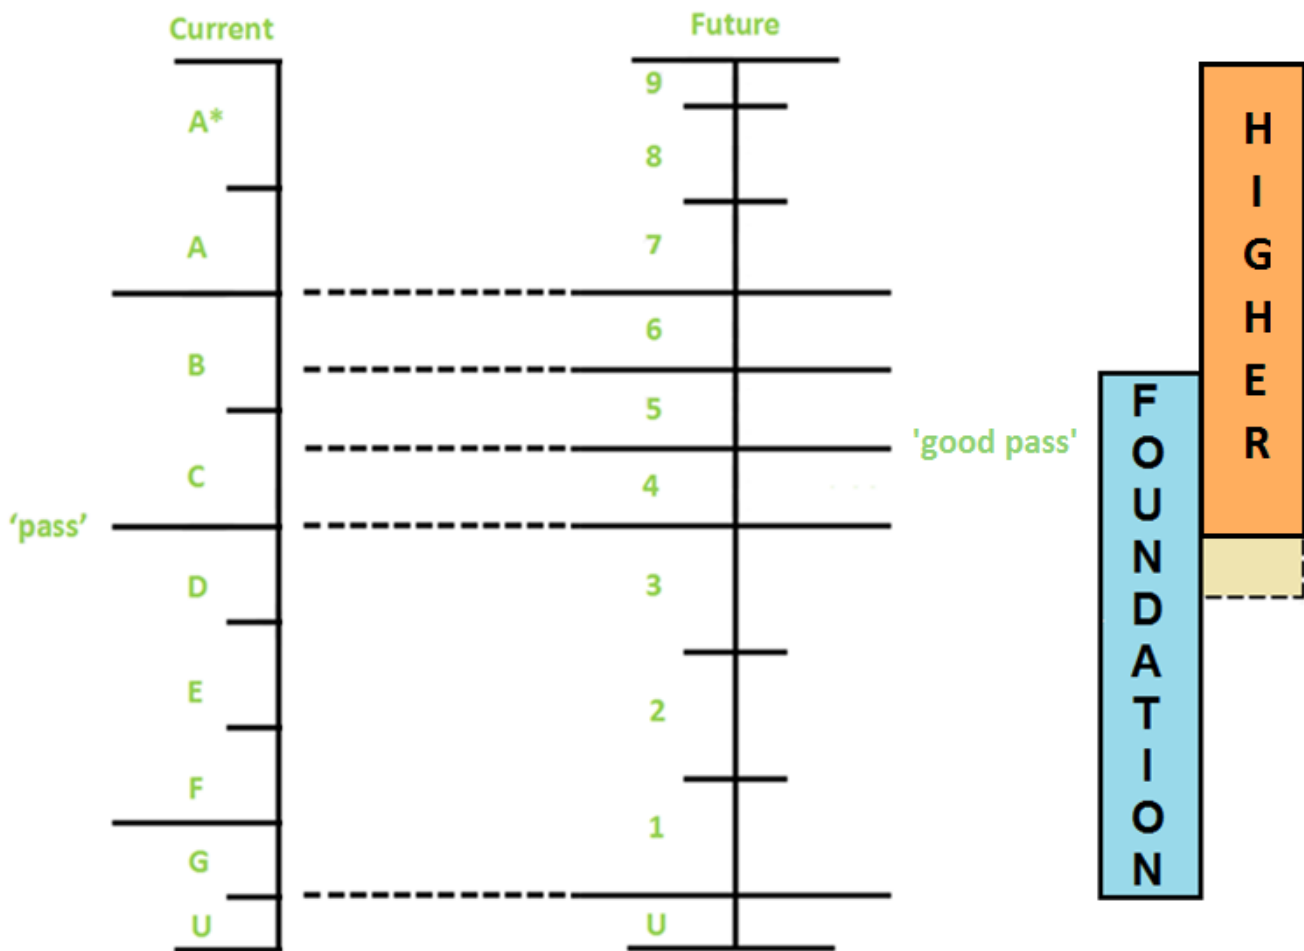 Current
A*
A
B
C
‘pass’
D
E
F
G
U
Future
9
8
7
6
5
'good pass'
4
3
2
1
U
FOUNDATION
HIGHER